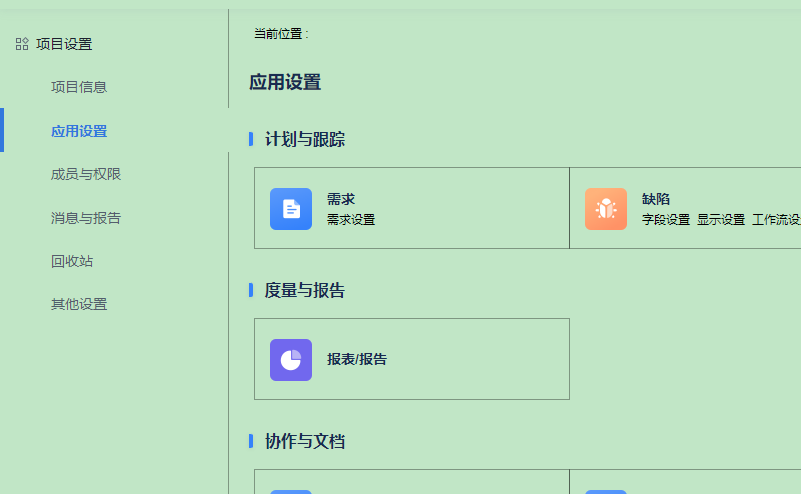 项目设置
项目信息
应用设置
成员与权限
消息与报告
回收站
其他设置
当前位置 :
应用设置
计划与跟踪
需求
需求设置
缺陷
字段设置 显示设置 工作流设
度量与报告
报表/报告
协作与文档